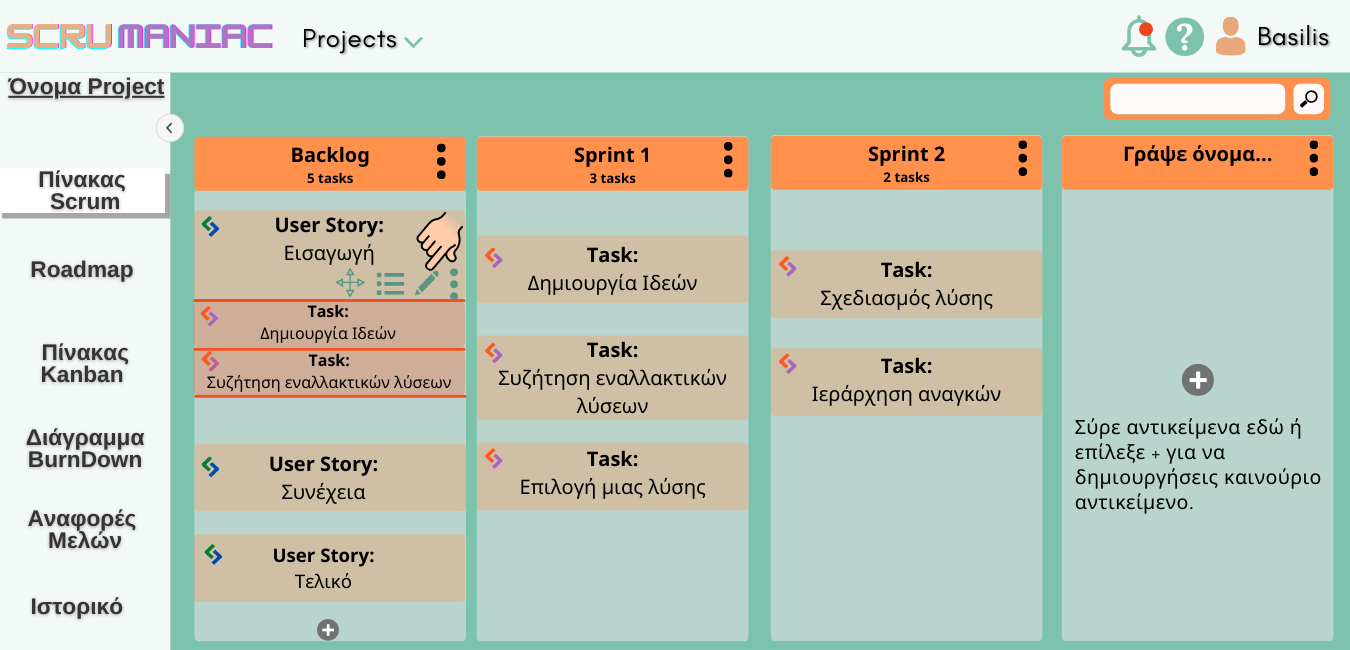 SCRUMANIAC
Projects
Basilis
Όνομα Project
Πίνακας
Scrum
Roadmap
Πίνακας
Kanban
Διάγραμμα
BurnDown
Αναφορές
Μελών
Ιστορικό
Backlog
5 tasks
User Story:
Εισαγωγή
Task:
Δημιουργία Ιδεών
Task:
Συζήτηση εναλλακτικών λύσεων
User Story:
Συνέχεια
User Story:
Τελικό
Sprint 1
3 tasks
Task:
Δημιουργία Ιδεών
Task:
Συζήτηση εναλλακτικών
λύσεων
Task:
Επιλογή μιας λύσης
Sprint 2
2 tasks
Task:
Σχεδιασμός λύσης
Task:
Ιεράρχηση αναγκών
Γράψε όνομα...
Σύρε αντικείμενα εδώ ή
επίλεξε + για να
δημιουργήσεις καινούριο
αντικείμενο.